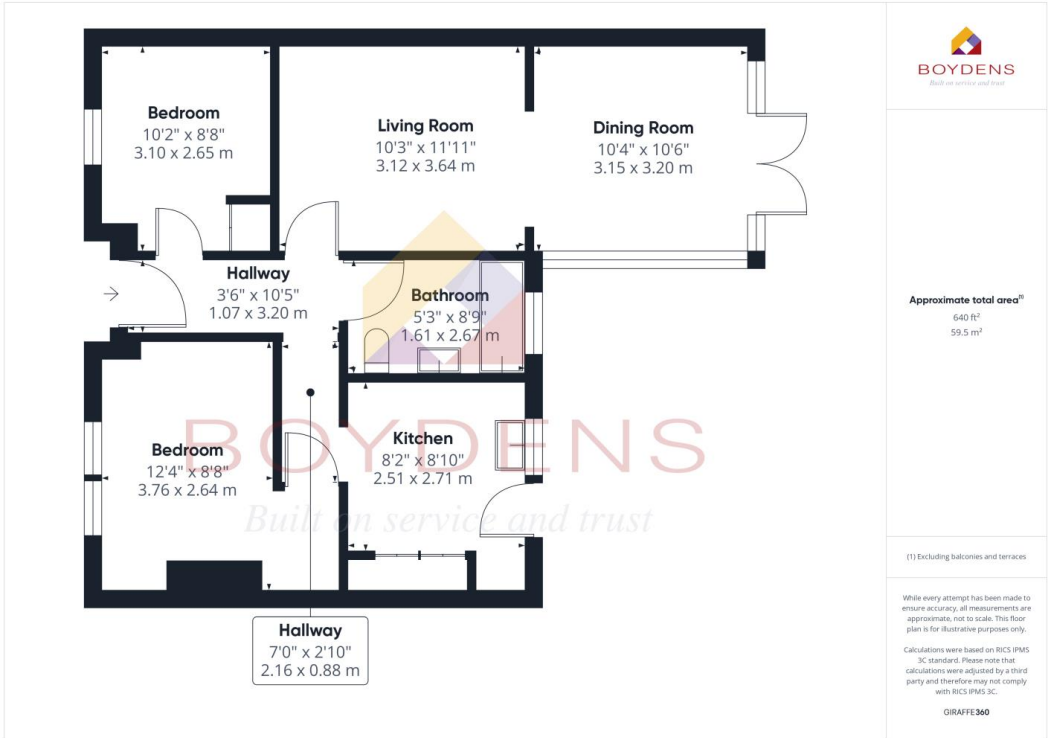 Bedroom
10'2" x 8'8"
3.10 x 2.65 m
Living Room
10'3" x 11'11"
3.12 x 3.64 m
Dining Room
10'4" x 10'6"
3.15 x 3.20 m
Hallway
3'6" x 10'5"
1.07 x 3.20 m
Bathroom
5'3" x 8'9"
1.61 x 2.67 m
Bedroom
12'4" x 8'8"
3.76 x 2.64 m
Kitchen
8'2" x 8'10"
2.51 x 2.71 m
Hallway
7'0" x 2'10"
2.16 x 0.88 m
BOYDENS
Built on service and trust
BOYDENS
Built on service and trust
Approximate total area(1)
640 ft²
59.5 m²
(1) Excluding balconies and terraces
While every attempt has been made to
ensure accuracy, all measurements are
approximate, not to scale. This floor
plan is for illustrative purposes only.
Calculations were based on RICS IPMS
3C standard. Please note that
calculations were adjusted by a third
party and therefore may not comply
with RICS IPMS 3C.
GIRAFFE360